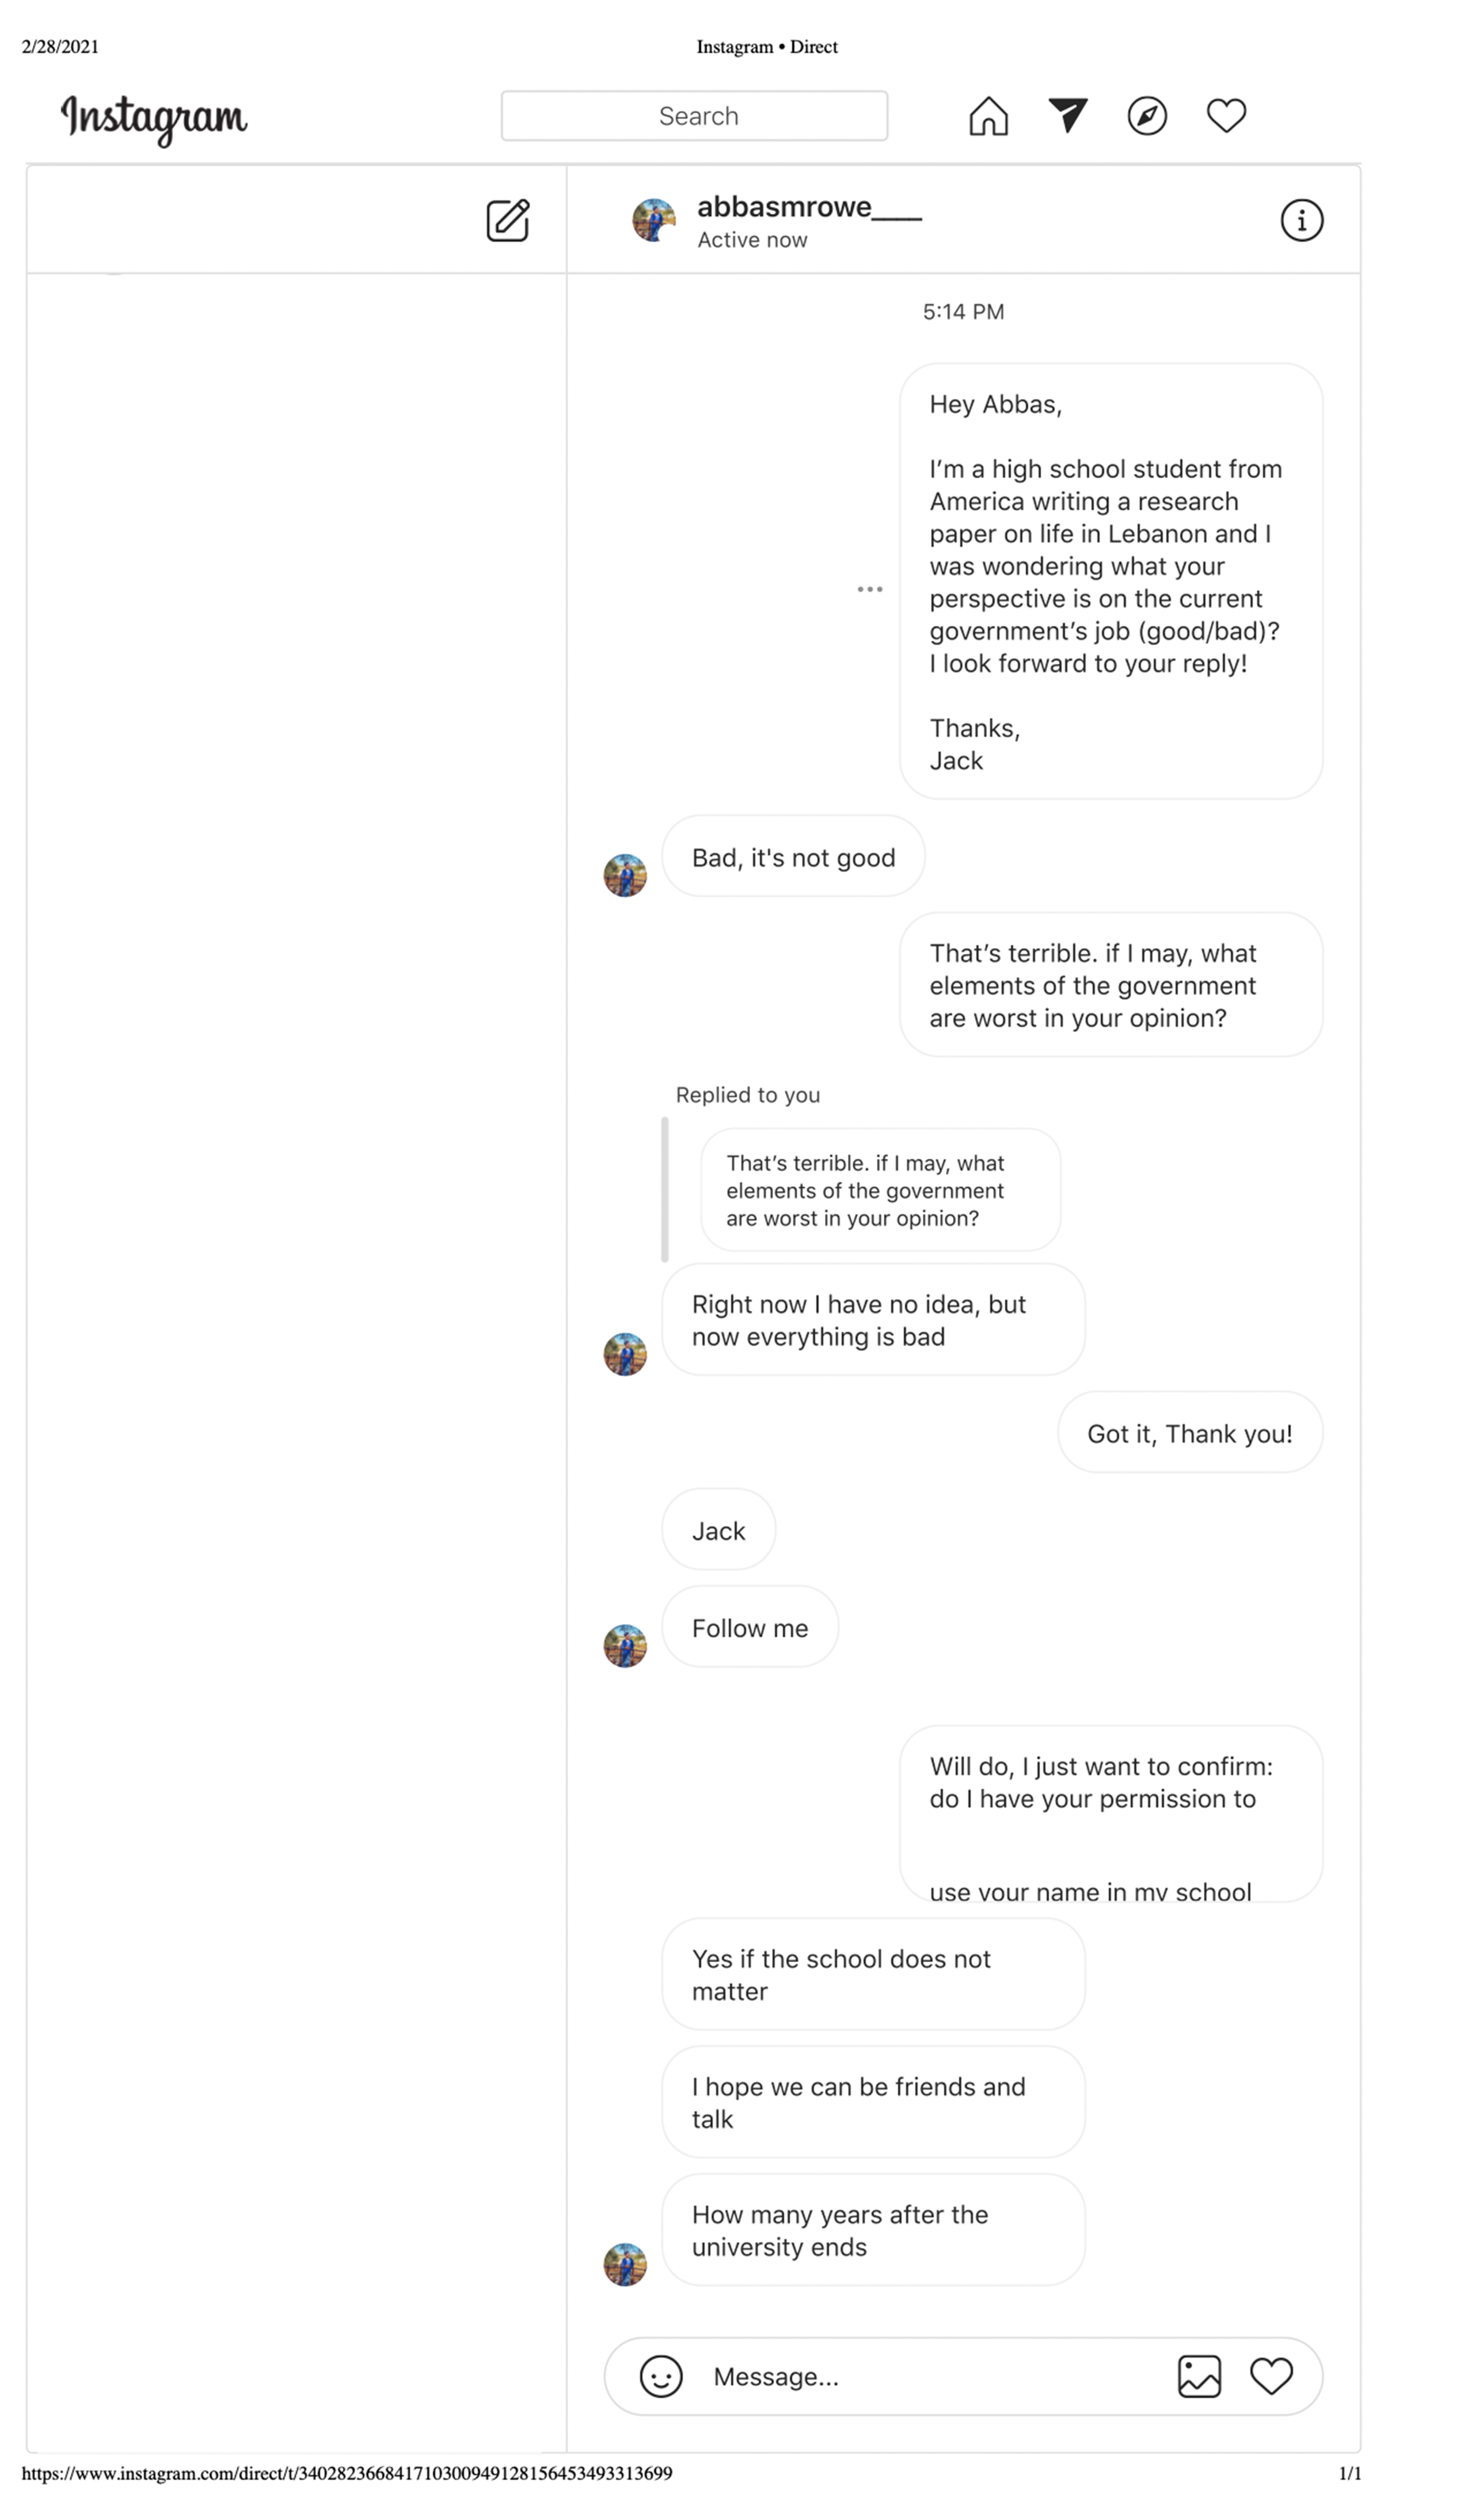 2/28/2021
Instagram • Direct
Instagram
Search
abbasmrowe____
Active now
5:14 PM
Hey Abbas,
I’m a high school student from
America writing a research
paper on life in Lebanon and I
was wondering what your
perspective is on the current
government’s job (good/bad)?
I look forward to your reply!
Thanks,
Jack
Bad, it's not good
That’s terrible. if I may, what
elements of the government
are worst in your opinion?
Replied to you
That’s terrible. if I may, what
elements of the government
are worst in your opinion?
Right now I have no idea, but
now everything is bad
Got it, Thank you!
Jack
Follow me
Will do, I just want to confirm:
do I have your permission to
use your name in my school
Yes if the school does not
matter
I hope we can be friends and
talk
How many years after the
university ends
Message...
https://www.instagram.com/direct/t/340282366841710300949128156453493313699
1/1